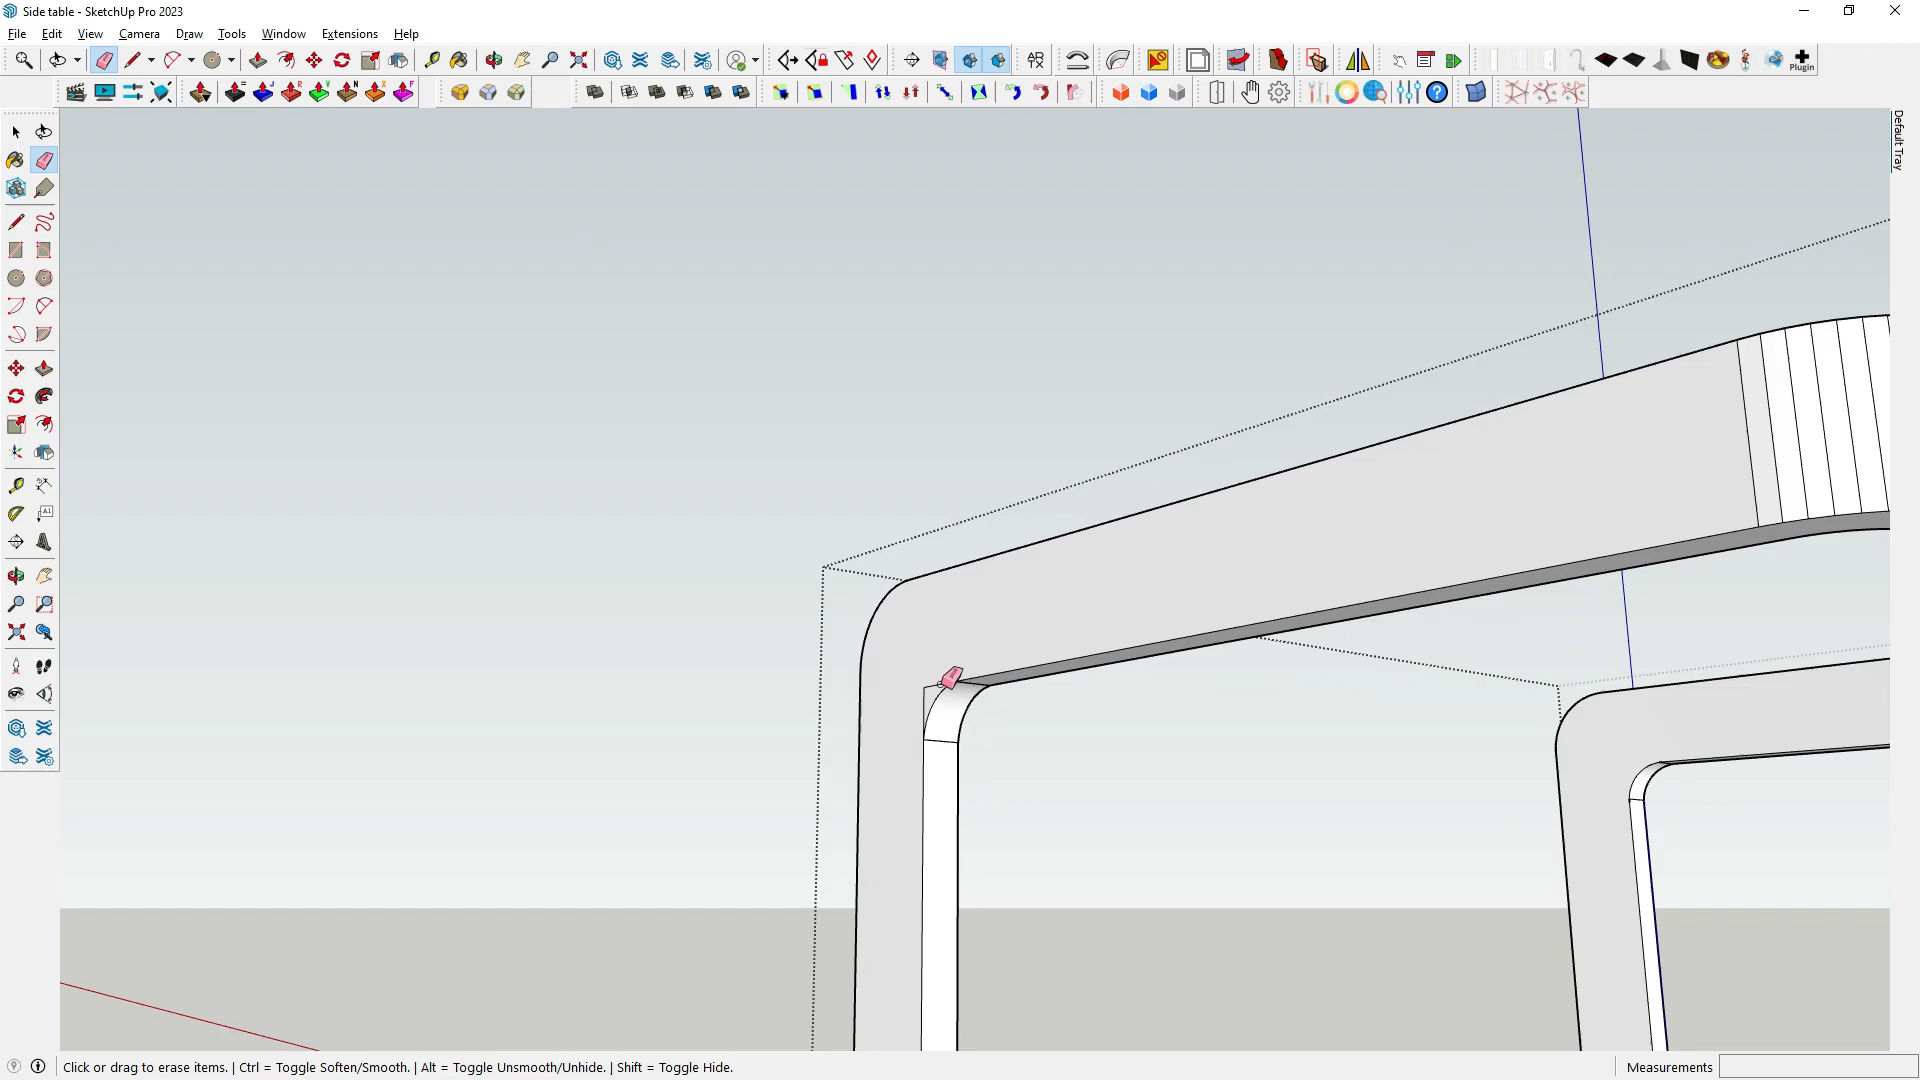 Side table - SketchUp Pro 2023
File Edit View Camera Draw Tools Window Extensions Help
Plugin
Default Tray
Click or drag to erase items. | Ctrl = Toggle Soften/Smooth. | Alt = Toggle Unsmooth/Unhide. | Shift = Toggle Hide.
Measurements